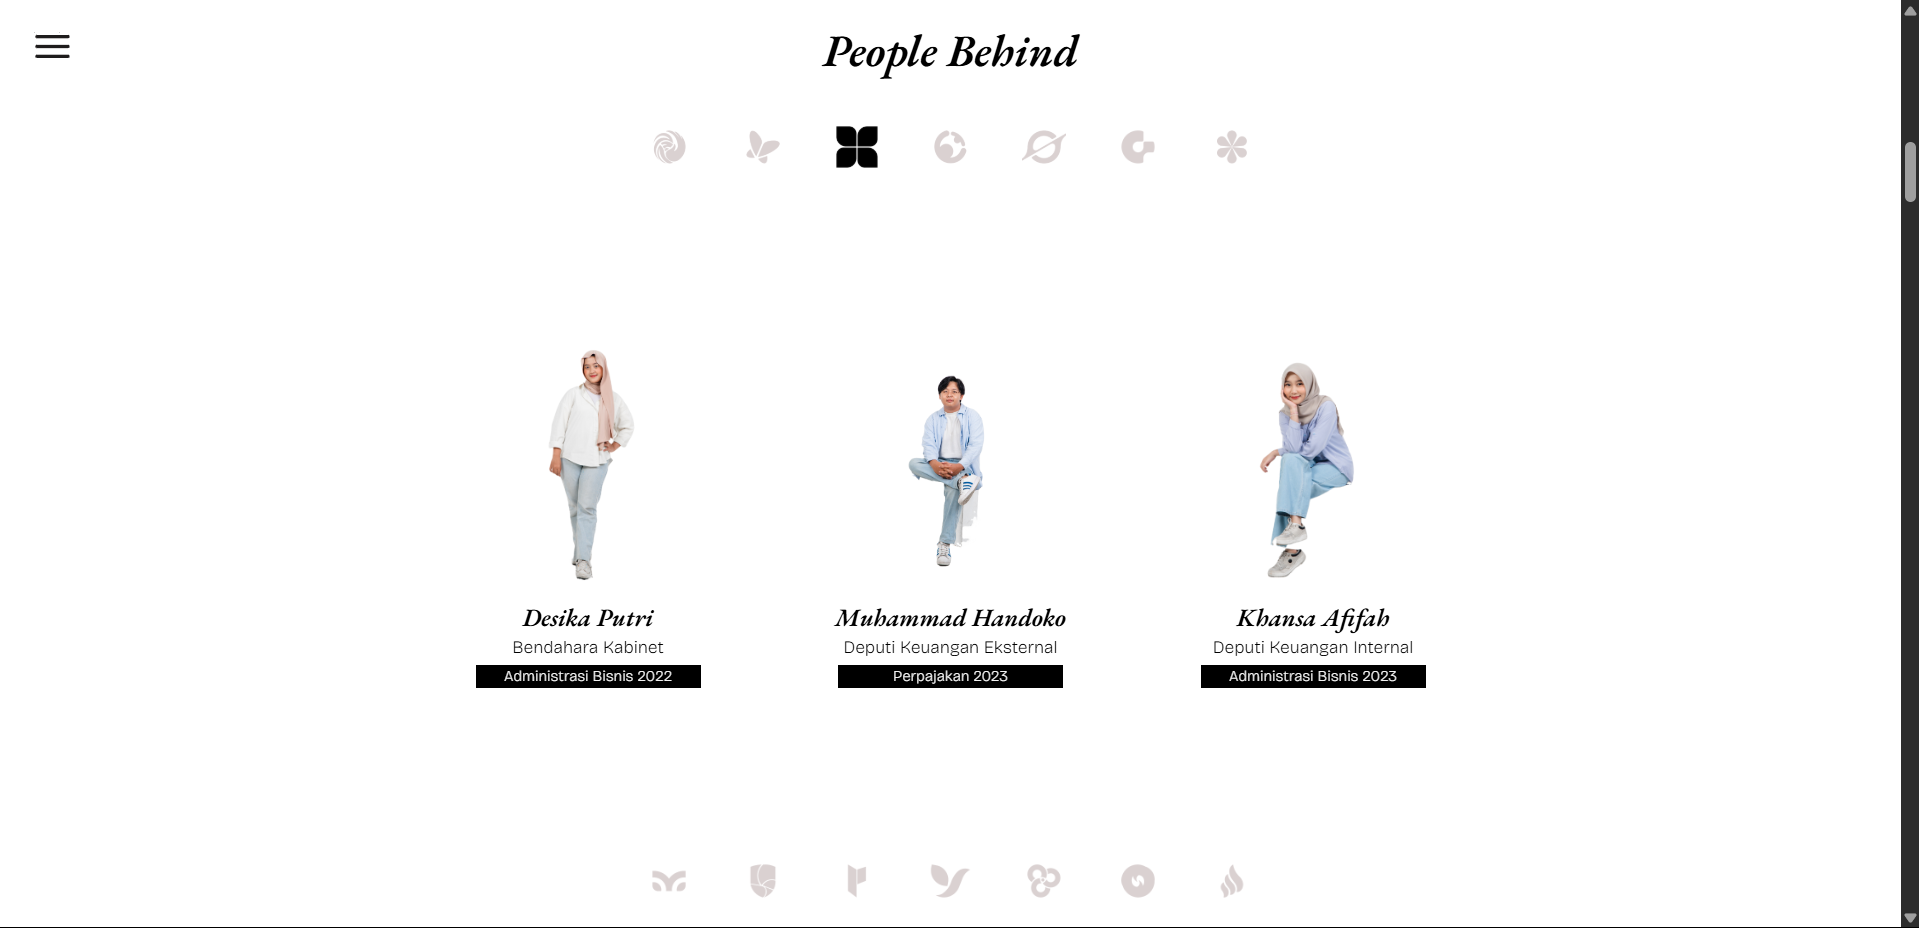 People Behind
Desika Putri
Bendahara Kabinet
Administrasi Bisnis 2022
Muhammad Handoko
Deputi Keuangan Eksternal
Perpajakan 2023
Khansa Afifah
Deputi Keuangan Internal
Administrasi Bisnis 2023